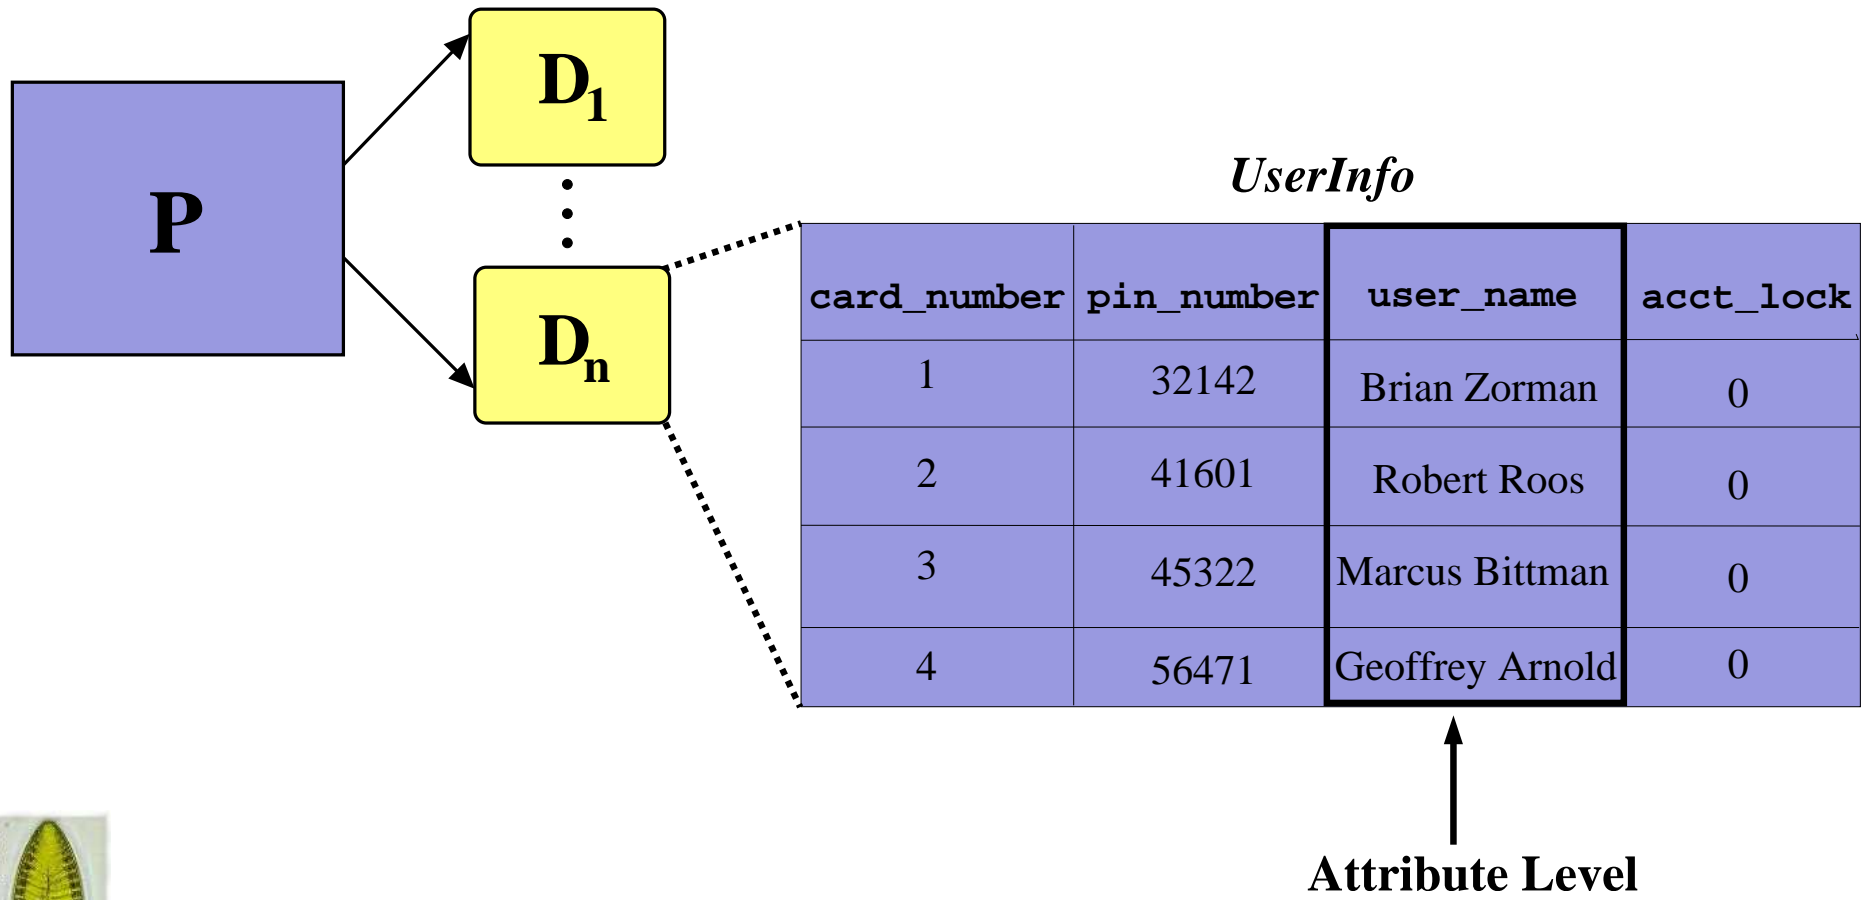 P
D1
Dn
UserInfo
card_number pin_number user_name acct_lock
1 32142 Brian Zorman 0
2 41601 Robert Roos 0
3 45322 Marcus Bittman 0
4 56471 Geoffrey Arnold 0
Attribute Level